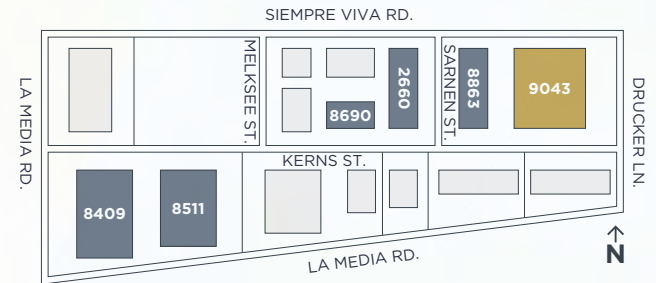 SIEMPRE VIVA RD.
LA MEDIA RD.
MELKSEE ST.
2660
8690
SARNEN ST.
8863
9043
DRUCKER LN.
KERNS ST.
8409
8511
LA MEDIA RD.
N